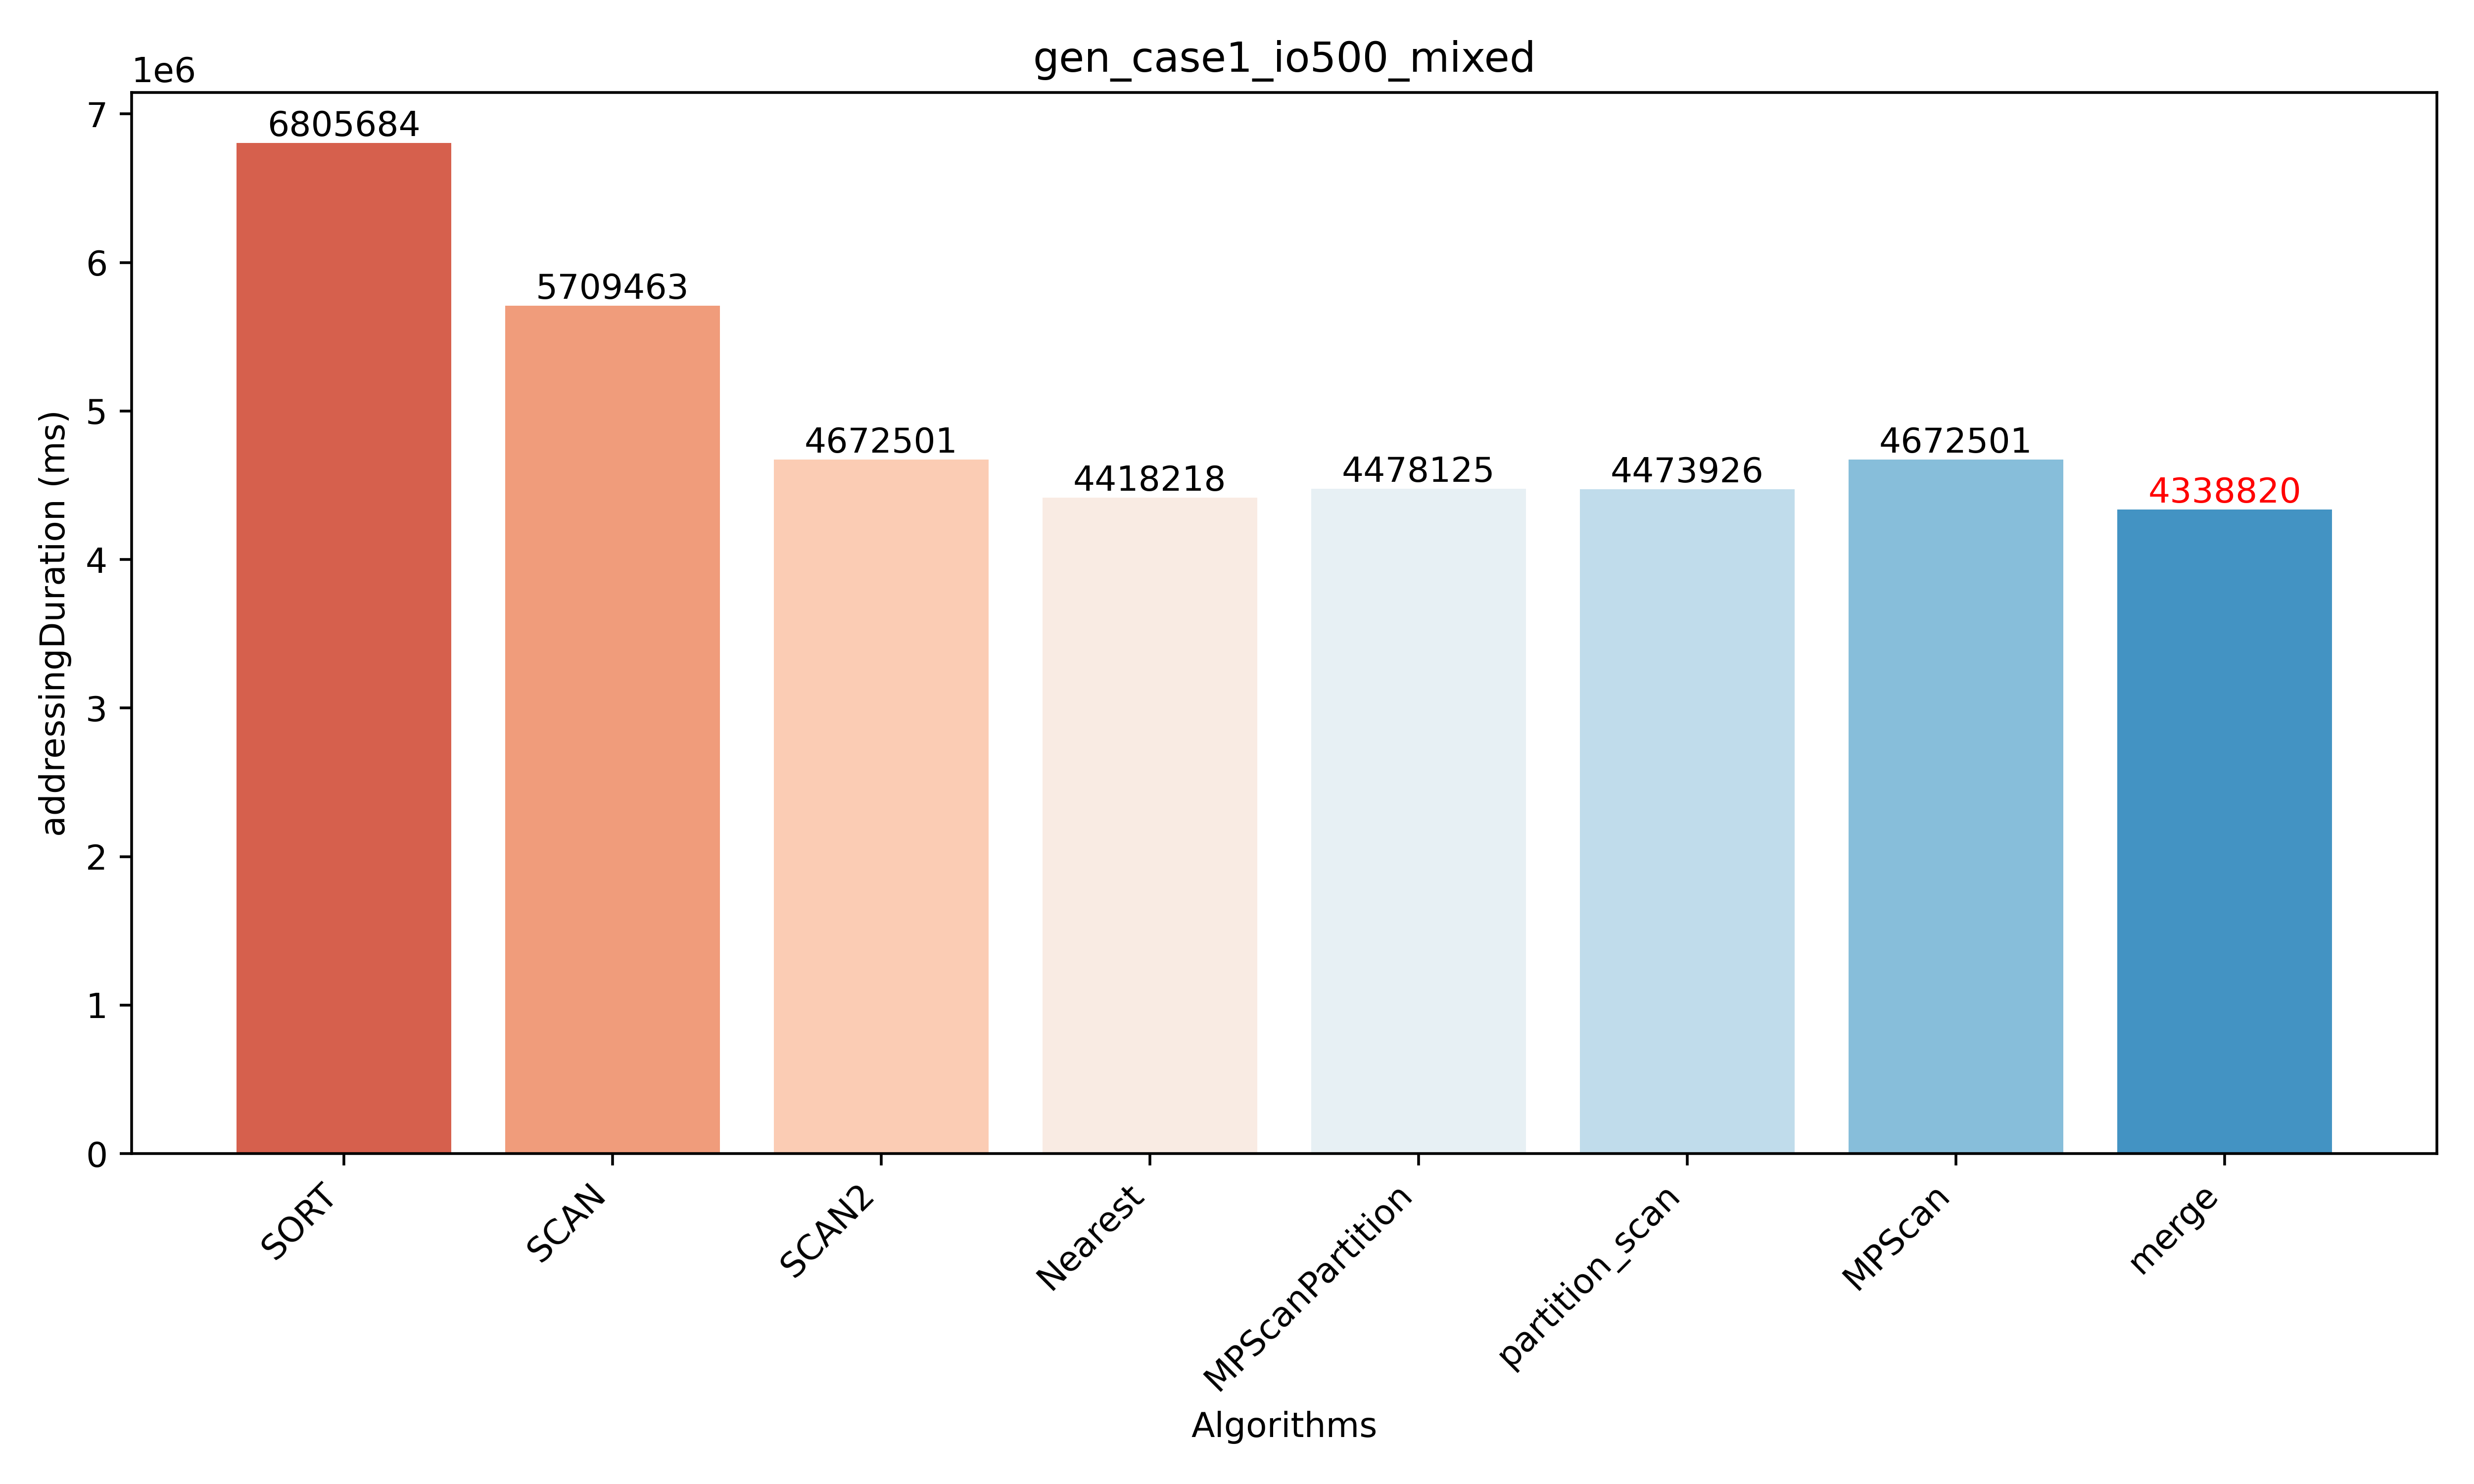 gen_case1_io500_mixed
1e6
7
6
5
4
3
2
1
0
addressingDuration (ms)
6805684
5709463
4672501
4418218
4478125
4473926
4672501
4338820
SORT
SCAN
SCAN2
Nearest
MPScanPartition
partition_scan
MPScan
merge
Algorithms